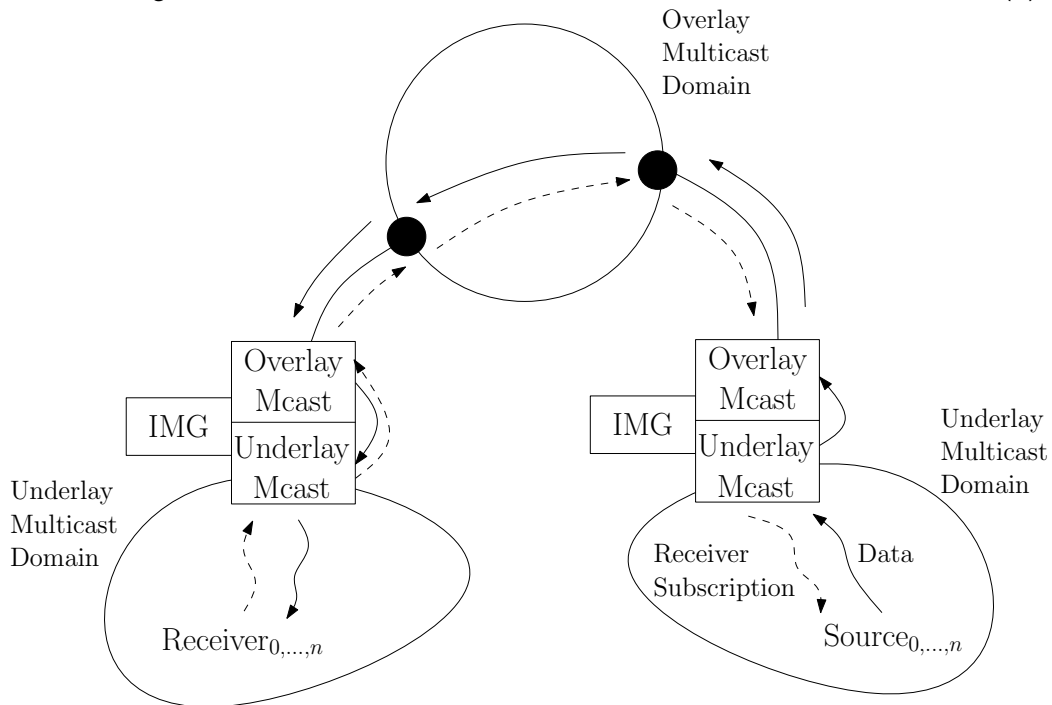 Overlay
Multicast
Domain
Overlay
Mcast
IMG
Underlay
Mcast
Overlay
Mcast
IMG
Underlay
Mcast
Underlay
Multicast
Domain
Underlay
Multicast
Domain
Receiver
Subscription
Data
Receiver0,...,n
Source0,...,n